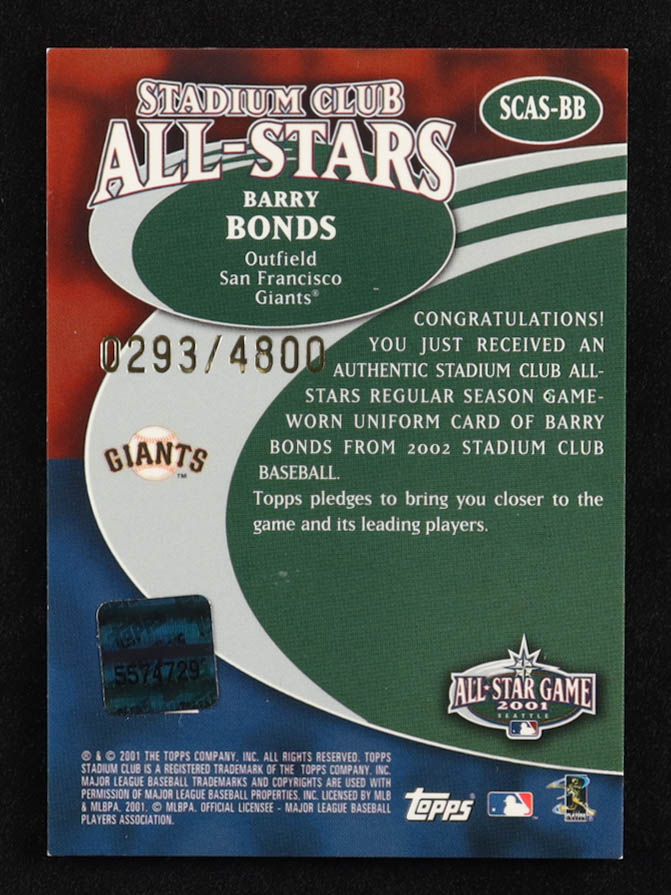 STADIUM CLUB
ALL-STARS
SCAS-BB
BARRY
BONDS
Outfield
San Francisco
Giants®
0293/4800
CONGRATULATIONS!
YOU JUST RECEIVED AN
AUTHENTIC STADIUM CLUB ALL-
STARS REGULAR SEASON GAME-
WORN UNIFORM CARD OF BARRY
BONDS FROM 2002 STADIUM CLUB
BASEBALL.
Topps pledges to bring you closer to the
game and its leading players.
GIANTS
TM
5574729
ALL-STAR GAME
2001
SEATTLE
® & © 2001 THE TOPPS COMPANY, INC. ALL RIGHTS RESERVED. TOPPS
STADIUM CLUB IS A REGISTERED TRADEMARK OF THE TOPPS COMPANY, INC.
MAJOR LEAGUE BASEBALL TRADEMARKS AND COPYRIGHTS ARE USED WITH
PERMISSION OF MAJOR LEAGUE BASEBALL PROPERTIES, INC. LICENSED BY MLB
& MLBPA, 2001. © MLBPA. OFFICIAL LICENSEE - MAJOR LEAGUE BASEBALL
PLAYERS ASSOCIATION.
topps